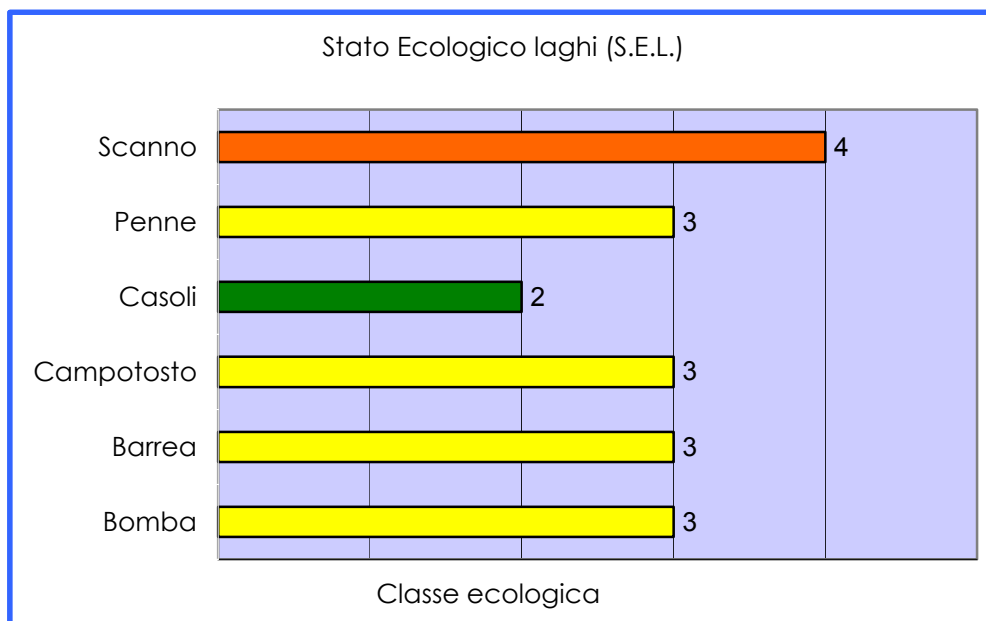 Stato Ecologico laghi (S.E.L.)
Scanno 4
Penne 3
Casoli 2
Campotosto 3
Barrea 3
Bomba 3
Classe ecologica